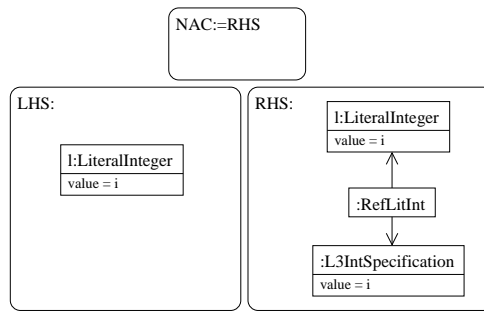 NAC:=RHS
LHS:
l:LiteralInteger
value = i
RHS:
l:LiteralInteger
value = i
:RefLitInt
:L3IntSpecification
value = i